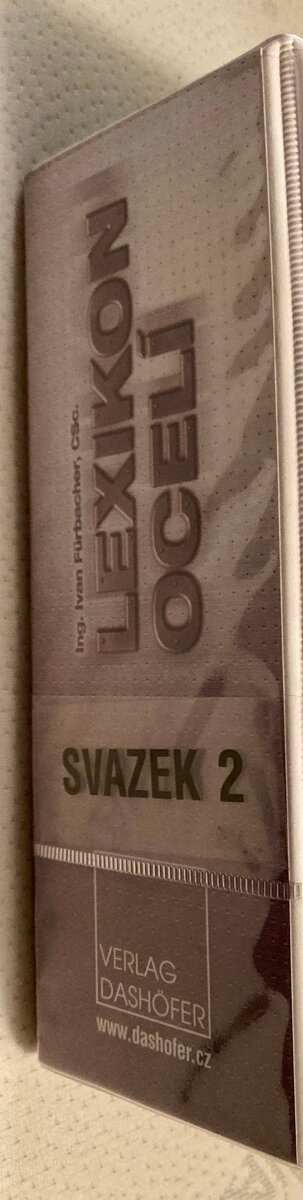 Ing. Ivan Fürbacher, CSc.
LEXIKON
OCELÍ
SVAZEK 2
VERLAG
DASHÖFER
www.dashofer.cz